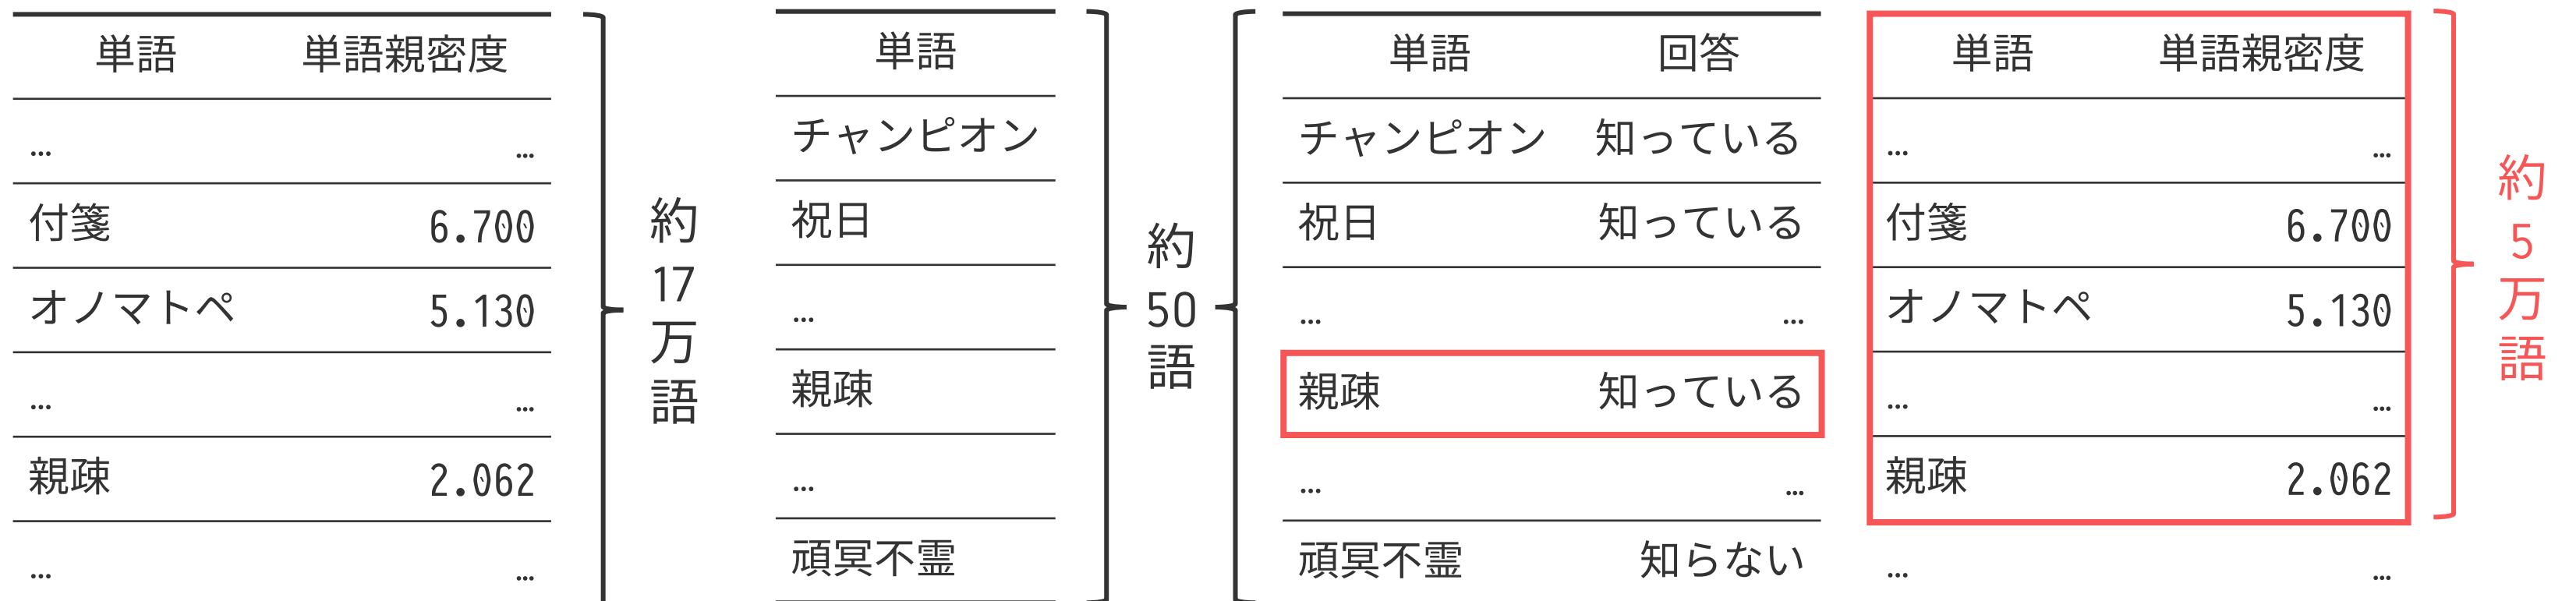 単語 単語親密度
... ...
付箋 6.700
オノマトペ 5.130
... ...
親疎 2.062
... ...
約17万語
単語
チャンピオン
祝日
...
親疎
...
頑冥不霊
約50語
単語 回答
チャンピオン 知っている
祝日 知っている
... ...
親疎 知っている
... ...
頑冥不霊 知らない
単語 単語親密度
... ...
付箋 6.700
オノマトペ 5.130
... ...
親疎 2.062
... ...
約5万語